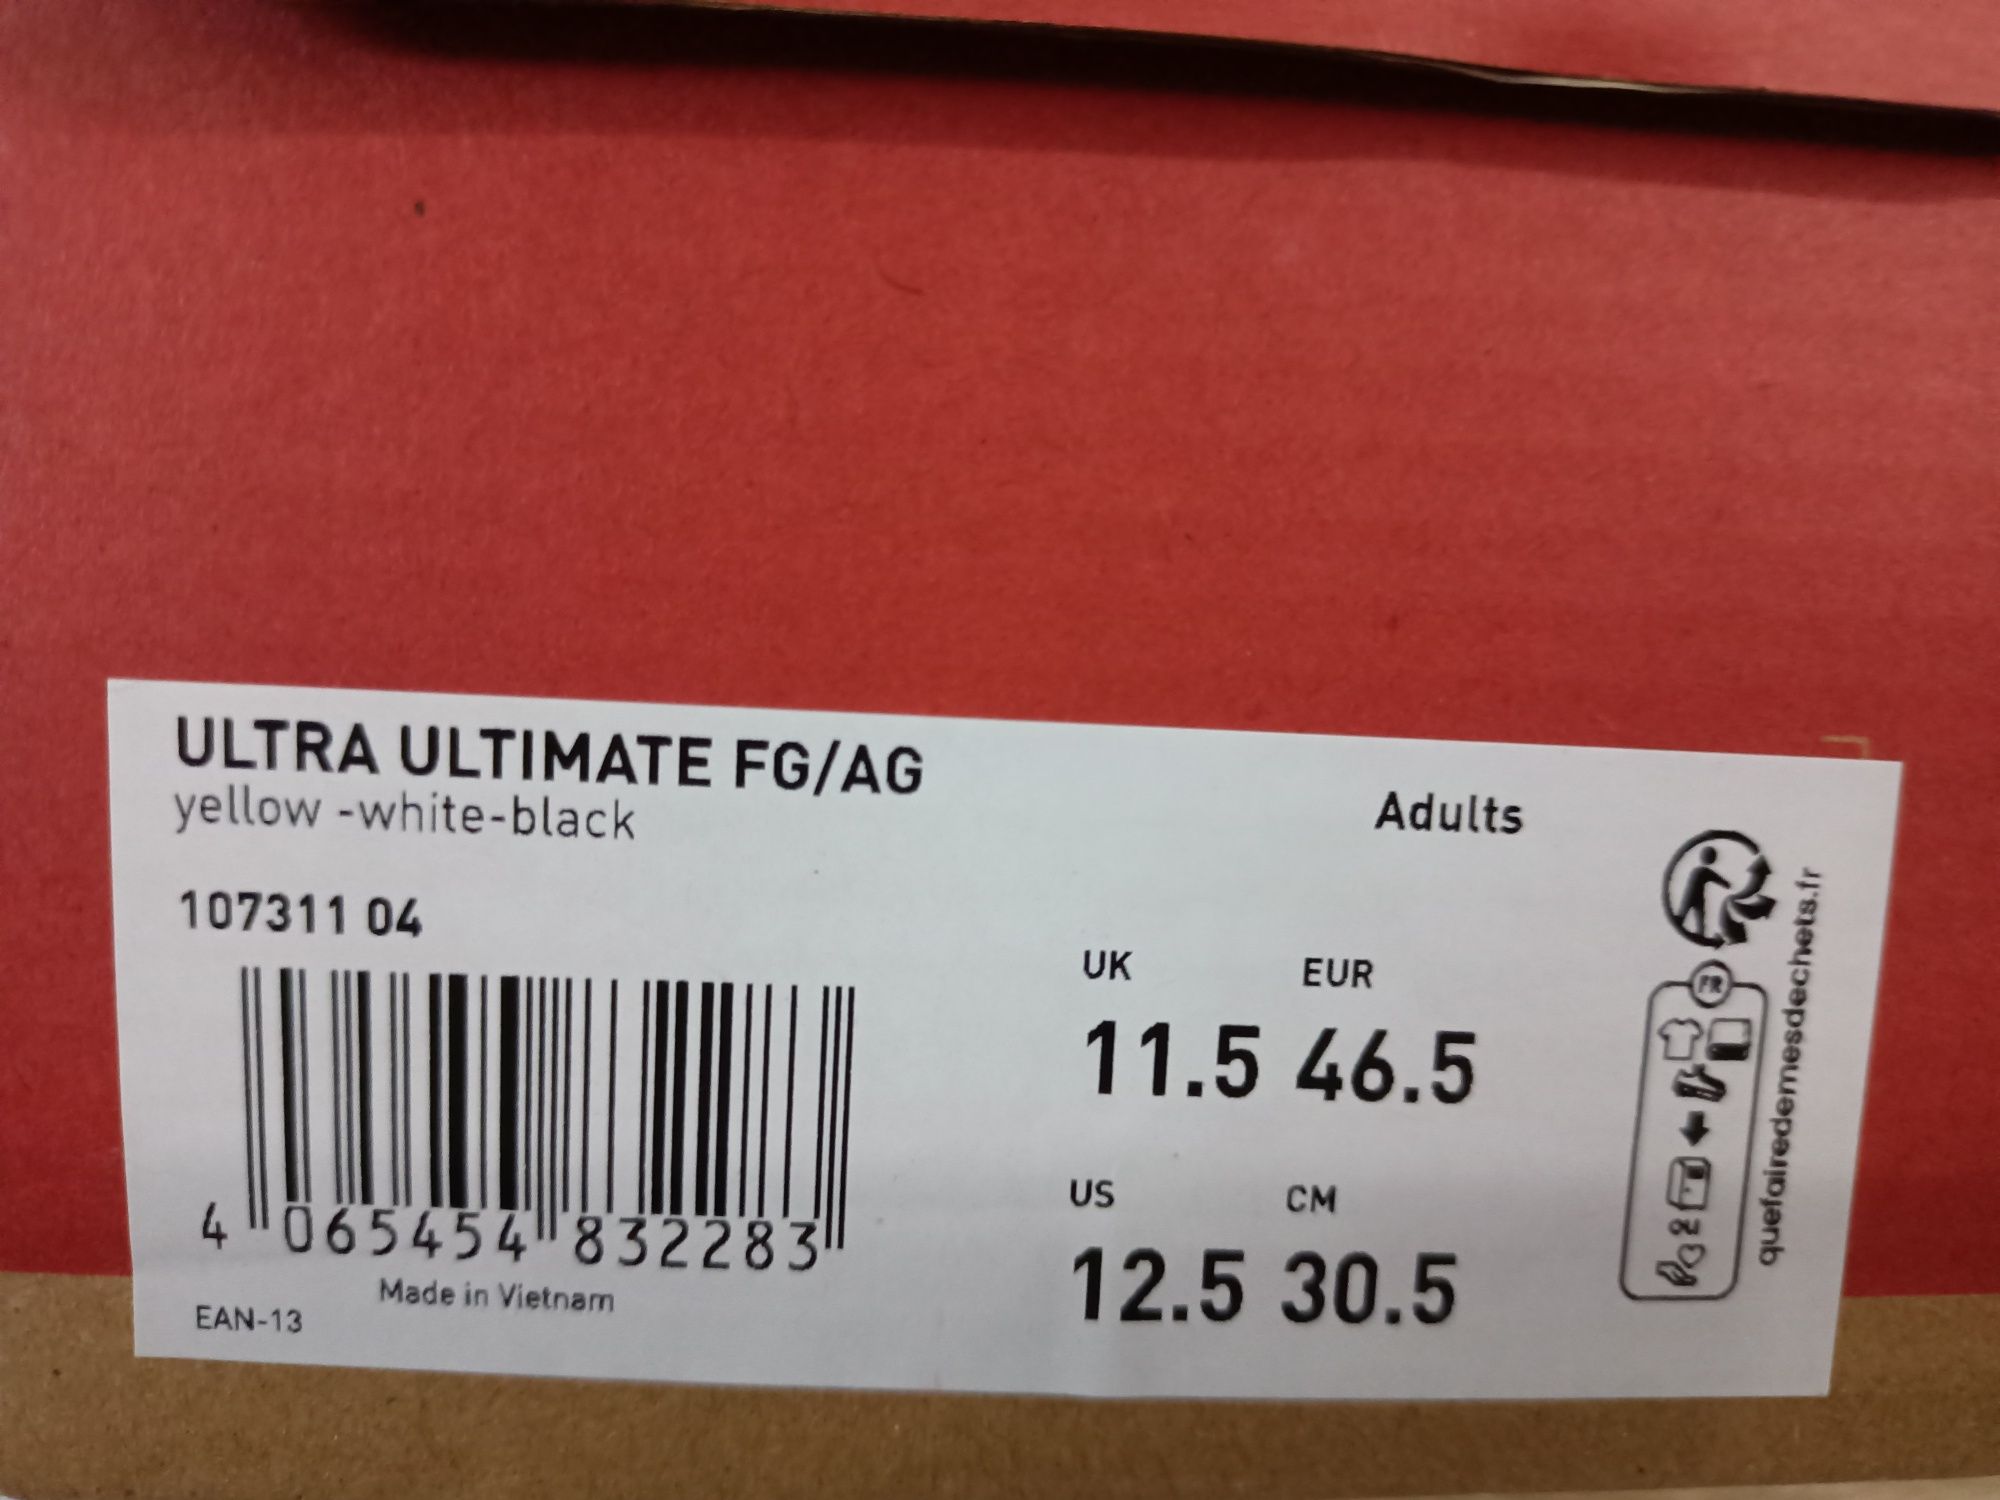 ULTRA ULTIMATE FG/AG
yellow -white-black
Adults
107311 04
UK EUR
11.5 46.5
US CM
12.5 30.5
4 065454 832283
Made in Vietnam
EAN-13
FR
quefairedemesdechets.fr